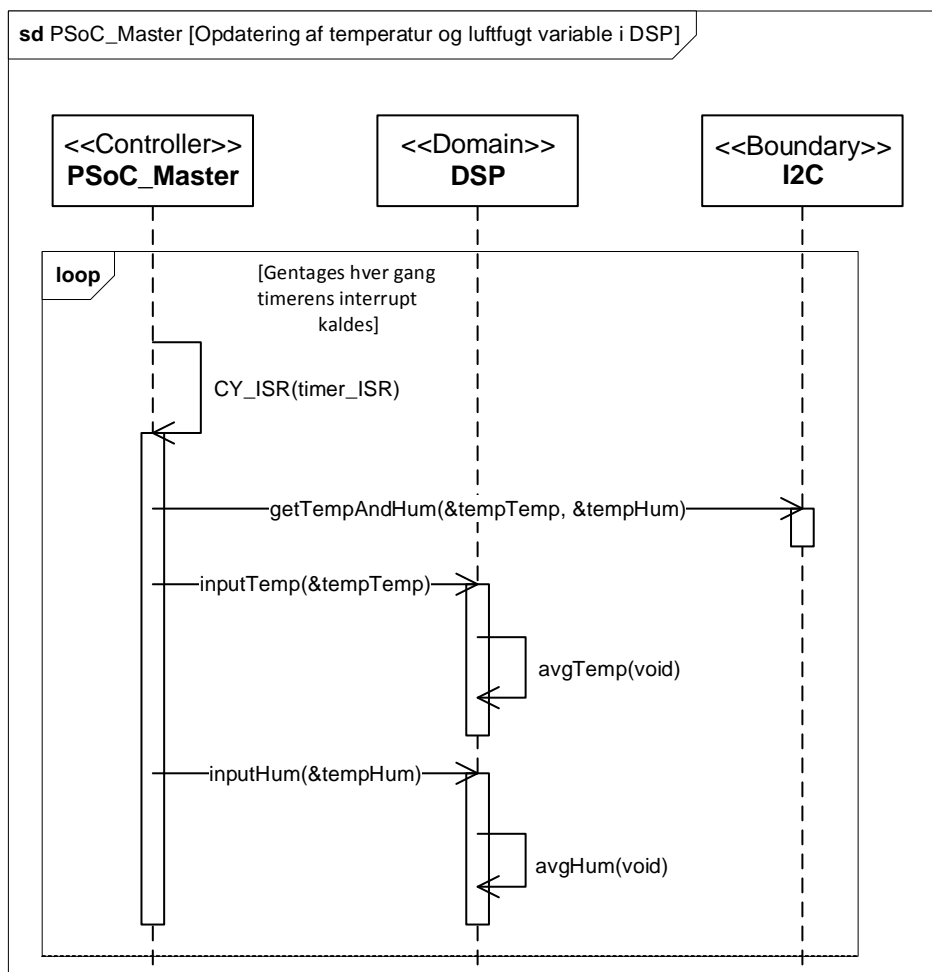 sd PSoC_Master [Opdatering af temperatur og luftfugt variable i DSP]
<<Controller>>
PSoC_Master
<<Domain>>
DSP
<<Boundary>>
I2C
loop
[Gentages hver gang
timerens interrupt
kaldes]
CY_ISR(timer_ISR)
getTempAndHum(&tempTemp, &tempHum)
inputTemp(&tempTemp)
avgTemp(void)
inputHum(&tempHum)
avgHum(void)